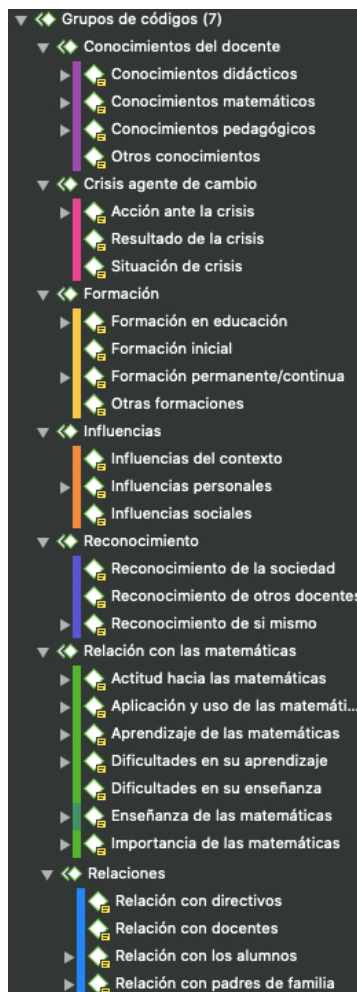 Grupos de códigos (7)
Conocimientos del docente
Conocimientos didácticos
Conocimientos matemáticos
Conocimientos pedagógicos
Otros conocimientos
Crisis agente de cambio
Acción ante la crisis
Resultado de la crisis
Situación de crisis
Formación
Formación en educación
Formación inicial
Formación permanente/continua
Otras formaciones
Influencias
Influencias del contexto
Influencias personales
Influencias sociales
Reconocimiento
Reconocimiento de la sociedad
Reconocimiento de otros docentes
Reconocimiento de si mismo
Relación con las matemáticas
Actitud hacia las matemáticas
Aplicación y uso de las matemáti...
Aprendizaje de las matemáticas
Dificultades en su aprendizaje
Dificultades en su enseñanza
Enseñanza de las matemáticas
Importancia de las matemáticas
Relaciones
Relación con directivos
Relación con docentes
Relación con los alumnos
Relación con padres de familia